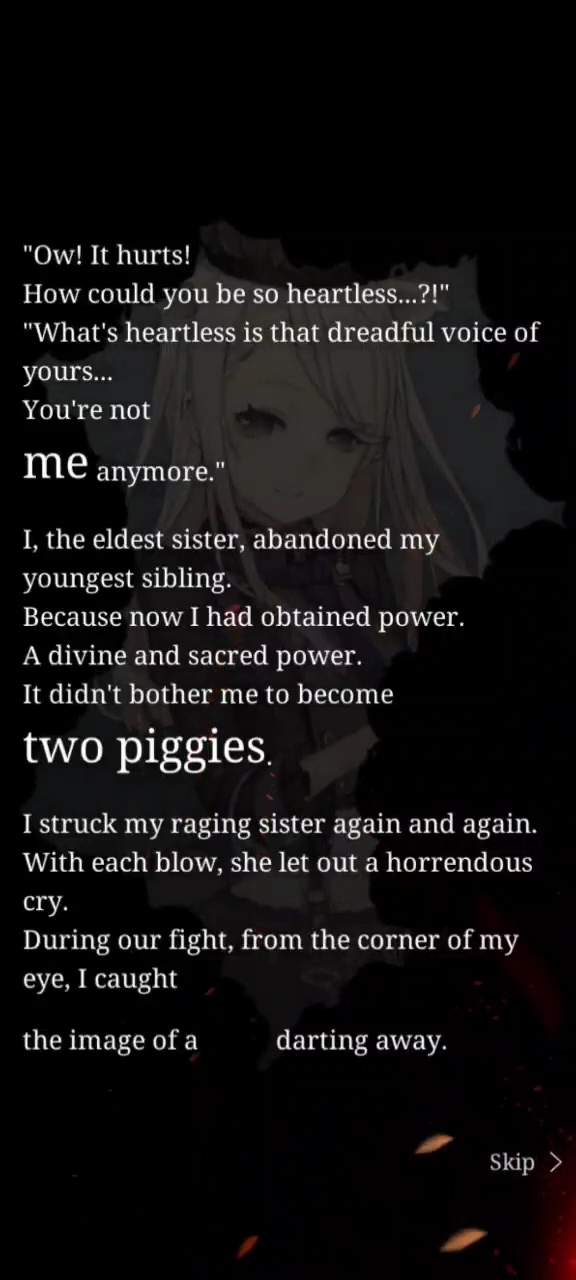 "Ow! It hurts!
How could you be so heartless...?!"
"What's heartless is that dreadful voice of
yours...
You're not
me anymore."
I, the eldest sister, abandoned my
youngest sibling.
Because now I had obtained power.
A divine and sacred power.
It didn't bother me to become
two piggies.
I struck my raging sister again and again.
With each blow, she let out a horrendous
cry.
During our fight, from the corner of my
eye, I caught
the image of a darting away.
Skip >